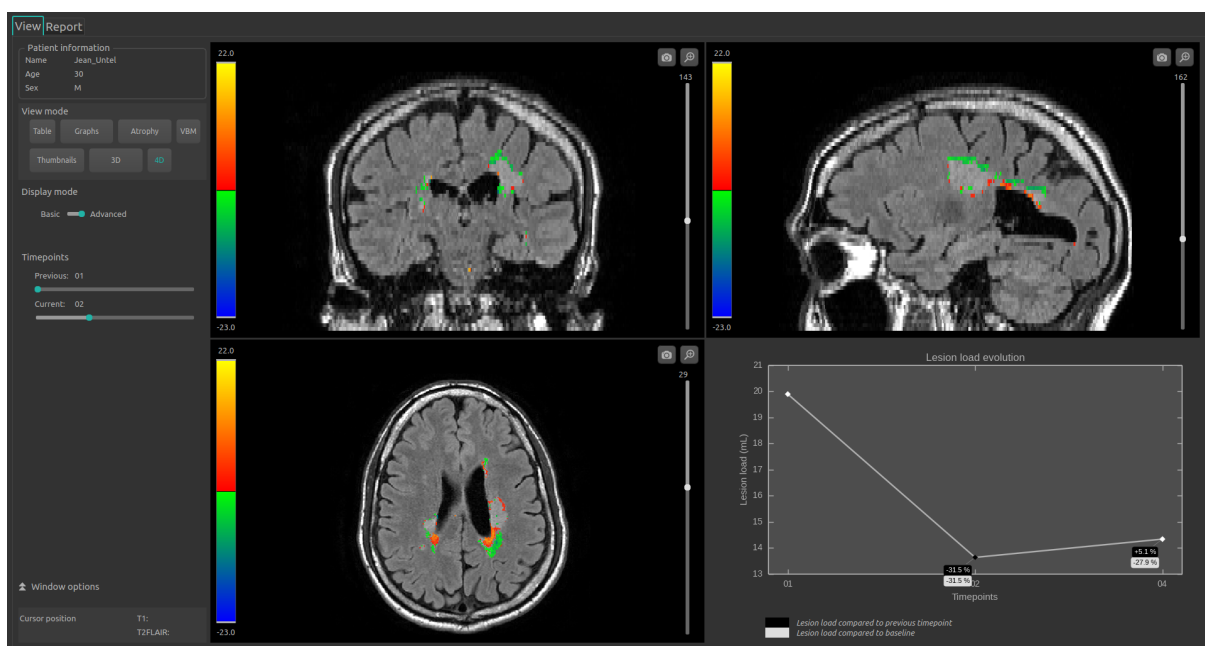 View Report
Patient information
Name Jean_Untel
Age 30
Sex M
View mode
Table Graphs Atrophy VBM
Thumbnails 3D 4D
Display mode
Basic Advanced
Timepoints
Previous: 01
Current: 02
Window options
Cursor position T1:
T2FLAIR:
22.0
143
-23.0
22.0
162
-23.0
22.0
29
-23.0
Lesion load evolution
Lesion load (mL)
21
20
19
18
17
16
15
14
13
-31.5 %
-31.5 %
+5.1 %
-27.9 %
01 02 04
Timepoints
Lesion load compared to previous timepoint
Lesion load compared to baseline